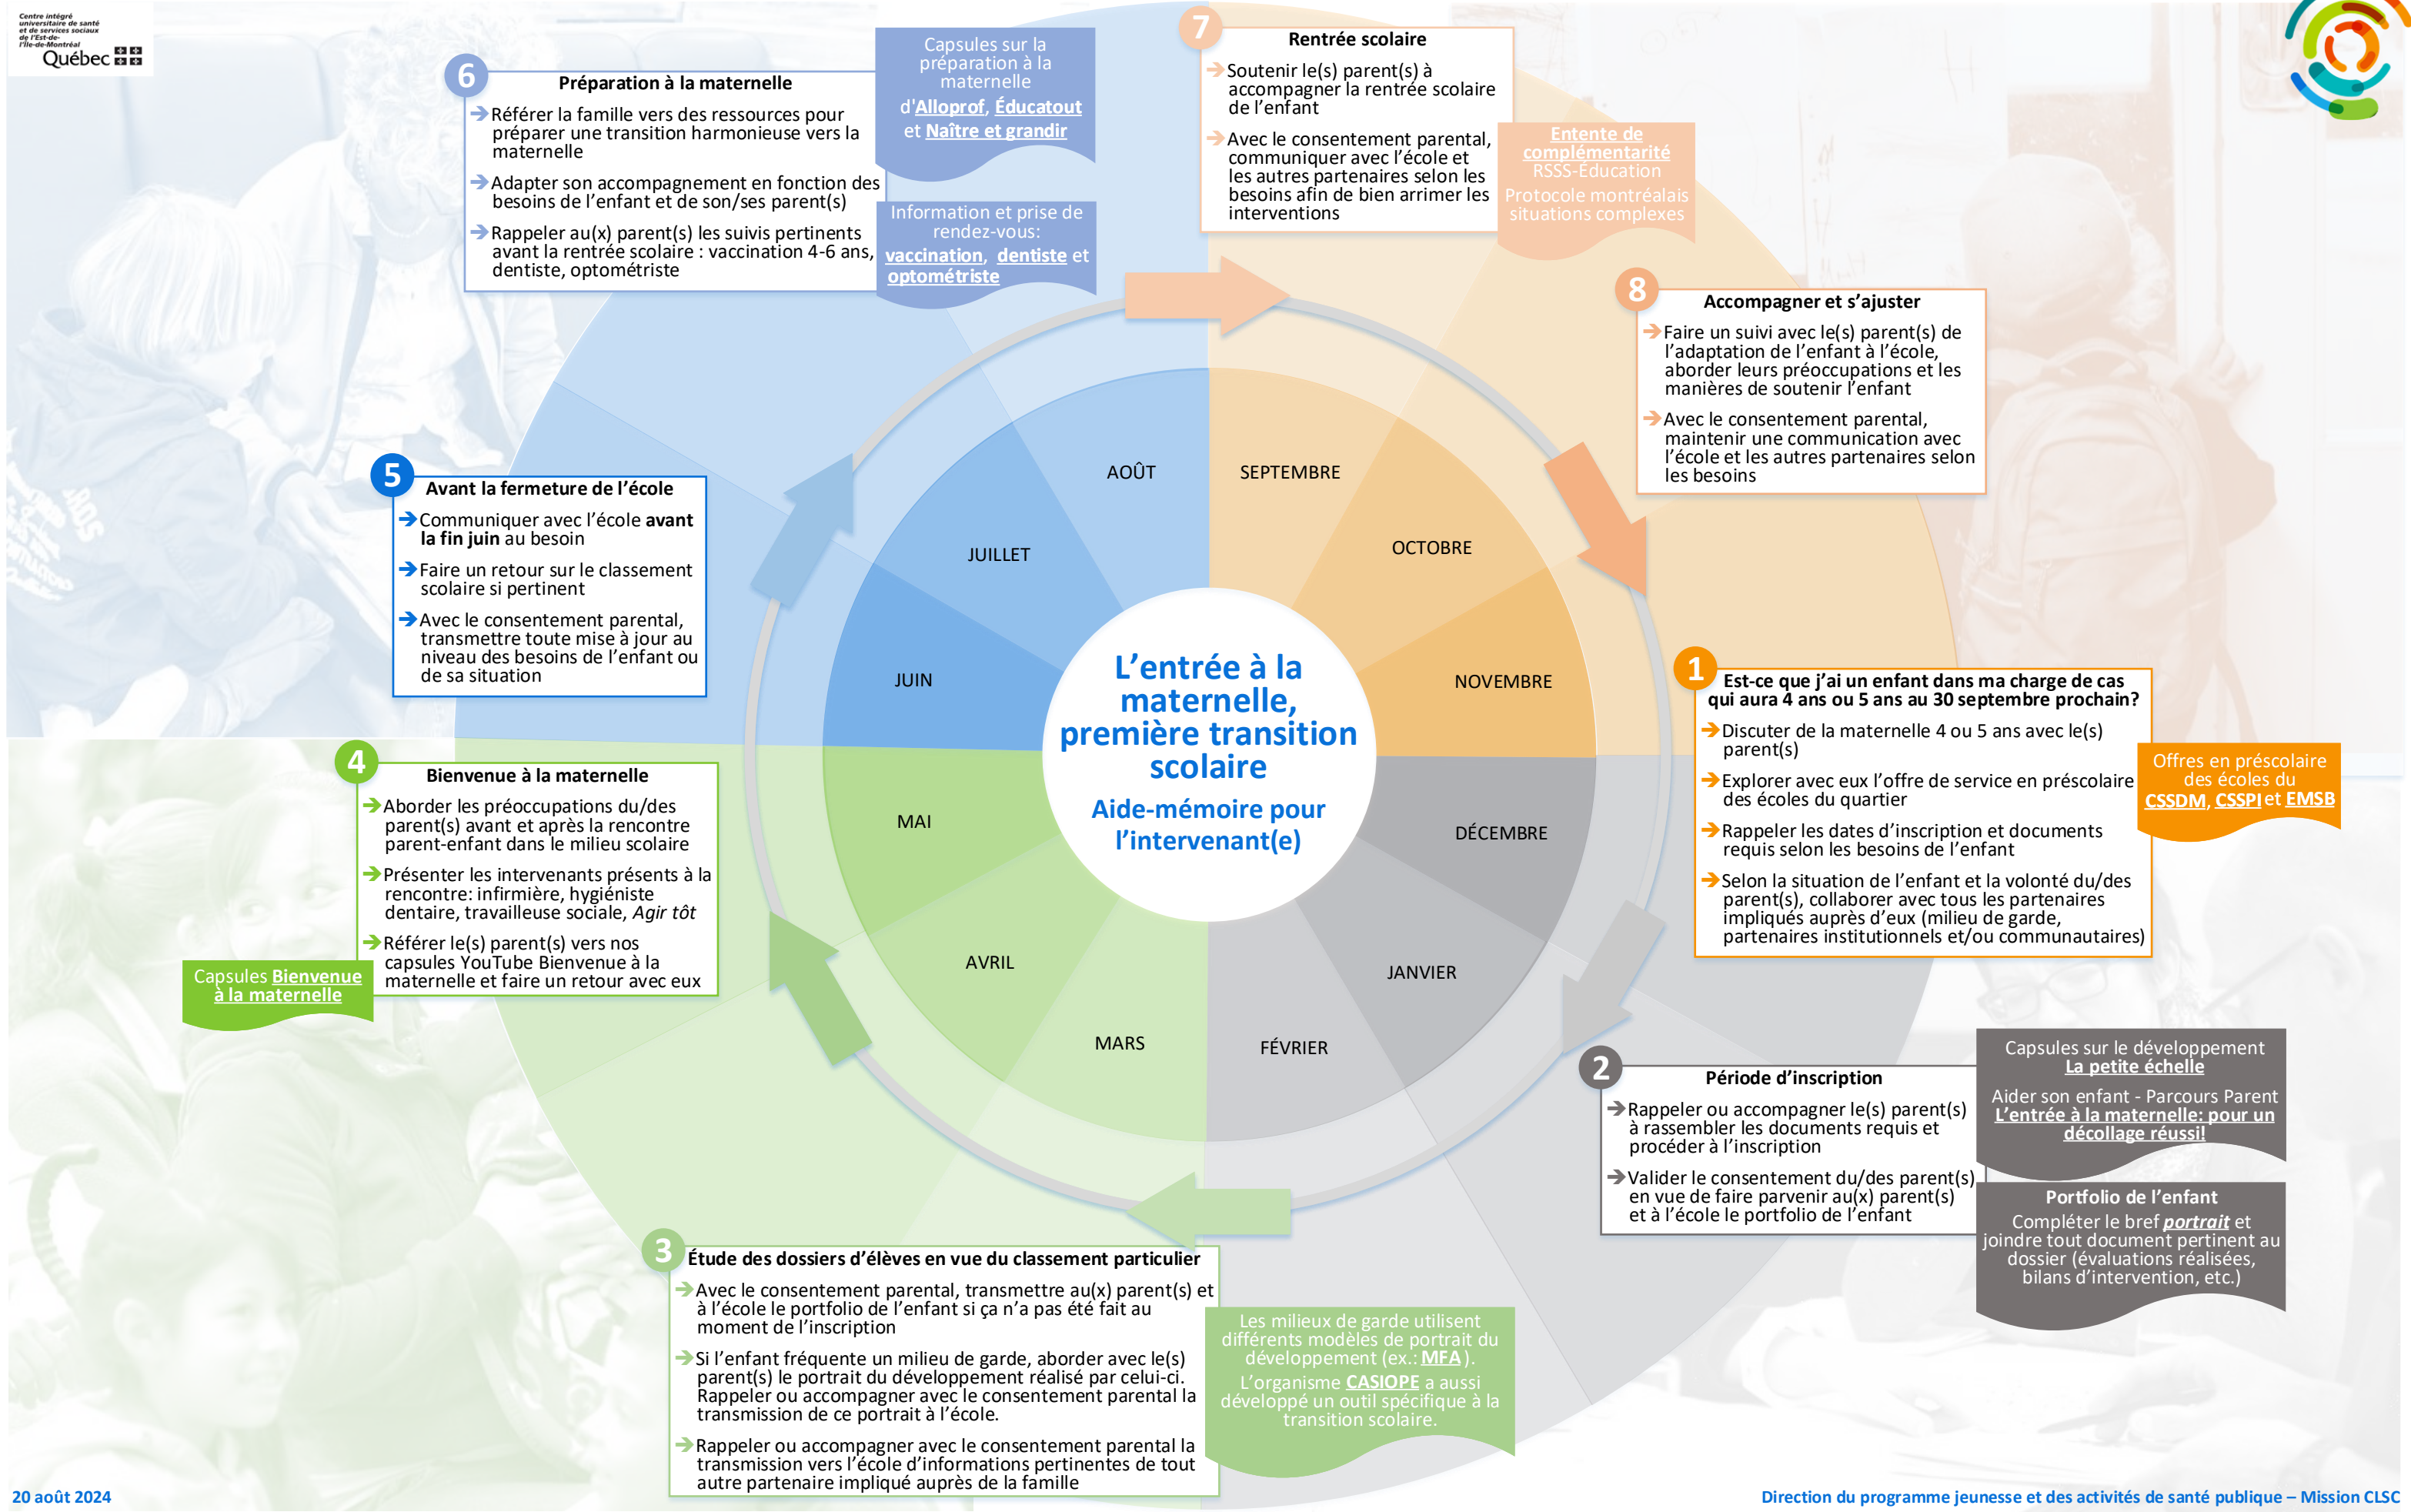 Centre intégré
universitaire de santé
et de services sociaux
de l'Est-de-
l'Île-de-Montréal
Québec
6
Préparation à la maternelle
➔Référer la famille vers des ressources pour
préparer une transition harmonieuse vers la
maternelle
➔Adapter son accompagnement en fonction des
besoins de l'enfant et de son/ses parent(s)
➔Rappeler au(x) parent(s) les suivis pertinents
avant la rentrée scolaire : vaccination 4-6 ans,
dentiste, optométriste
Capsules sur la
préparation à la
maternelle
d'Alloprof, Éducatout
et Naître et grandir
Information et prise de
rendez-vous:
vaccination, dentiste et
optométriste
7
Rentrée scolaire
➔Soutenir le(s) parent(s) à
accompagner la rentrée scolaire
de l'enfant
➔Avec le consentement parental,
communiquer avec l'école et
les autres partenaires selon les
besoins afin de bien arrimer les
interventions
Entente de
complémentarité
RSSS-Éducation
Protocole montréalais
situations complexes
8
Accompagner et s'ajuster
➔Faire un suivi avec le(s) parent(s) de
l'adaptation de l'enfant à l'école,
aborder leurs préoccupations et les
manières de soutenir l'enfant
➔Avec le consentement parental,
maintenir une communication avec
l'école et les autres partenaires selon
les besoins
5
Avant la fermeture de l'école
➔Communiquer avec l'école avant
la fin juin au besoin
➔Faire un retour sur le classement
scolaire si pertinent
➔Avec le consentement parental,
transmettre toute mise à jour au
niveau des besoins de l'enfant ou
de sa situation
AOÛT
SEPTEMBRE
JUILLET
OCTOBRE
JUIN
NOVEMBRE
MAI
DÉCEMBRE
AVRIL
JANVIER
MARS
FÉVRIER
L'entrée à la
maternelle,
première transition
scolaire
Aide-mémoire pour
l'intervenant(e)
1
Est-ce que j'ai un enfant dans ma charge de cas
qui aura 4 ans ou 5 ans au 30 septembre prochain?
➔Discuter de la maternelle 4 ou 5 ans avec le(s)
parent(s)
➔Explorer avec eux l'offre de service en préscolaire
des écoles du quartier
➔Rappeler les dates d'inscription et documents
requis selon les besoins de l'enfant
➔Selon la situation de l'enfant et la volonté du/des
parent(s), collaborer avec tous les partenaires
impliqués auprès d'eux (milieu de garde,
partenaires institutionnels et/ou communautaires)
Offres en préscolaire
des écoles du
CSSDM, CSSPI et EMSB
4
Bienvenue à la maternelle
➔Aborder les préoccupations du/des
parent(s) avant et après la rencontre
parent-enfant dans le milieu scolaire
➔Présenter les intervenants présents à la
rencontre: infirmière, hygiéniste
dentaire, travailleuse sociale, Agir tôt
➔Référer le(s) parent(s) vers nos
capsules YouTube Bienvenue à la
maternelle et faire un retour avec eux
Capsules Bienvenue
à la maternelle
2
Période d'inscription
➔Rappeler ou accompagner le(s) parent(s)
à rassembler les documents requis et
procéder à l'inscription
➔Valider le consentement du/des parent(s)
en vue de faire parvenir au(x) parent(s)
et à l'école le portfolio de l'enfant
Capsules sur le développement
La petite échelle
Aider son enfant - Parcours Parent
L'entrée à la maternelle: pour un
décollage réussi!
Portfolio de l'enfant
Compléter le bref portrait et
joindre tout document pertinent au
dossier (évaluations réalisées,
bilans d'intervention, etc.)
3
Étude des dossiers d'élèves en vue du classement particulier
➔Avec le consentement parental, transmettre au(x) parent(s) et
à l'école le portfolio de l'enfant si ça n'a pas été fait au
moment de l'inscription
➔Si l'enfant fréquente un milieu de garde, aborder avec le(s)
parent(s) le portrait du développement réalisé par celui-ci.
Rappeler ou accompagner avec le consentement parental la
transmission de ce portrait à l'école.
➔Rappeler ou accompagner avec le consentement parental la
transmission vers l'école d'informations pertinentes de tout
autre partenaire impliqué auprès de la famille
Les milieux de garde utilisent
différents modèles de portrait du
développement (ex.: MFA).
L'organisme CASIOPE a aussi
développé un outil spécifique à la
transition scolaire.
20 août 2024
Direction du programme jeunesse et des activités de santé publique – Mission CLSC